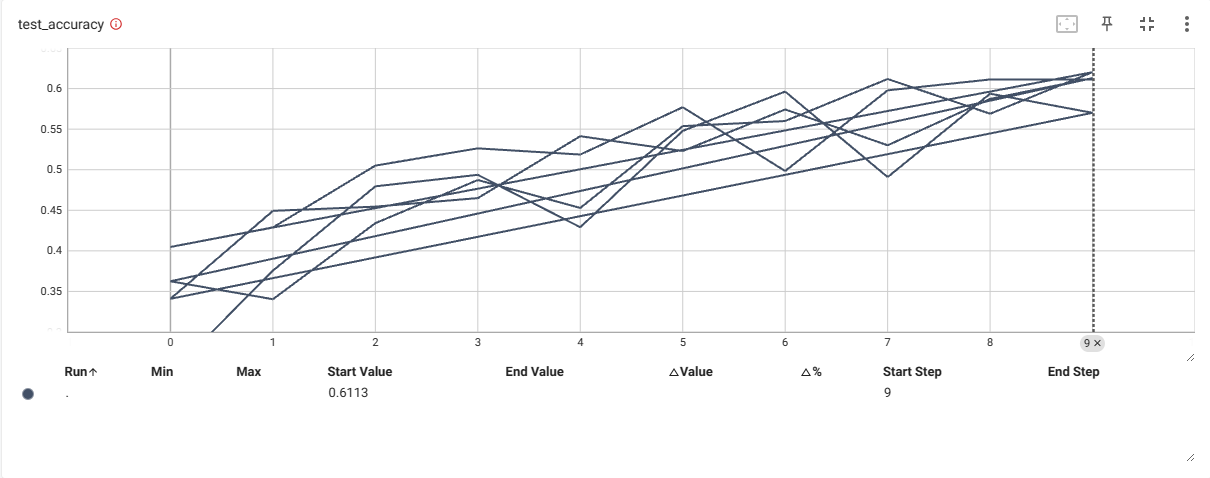 test_accuracy
0.6
0.55
0.5
0.45
0.4
0.35
0 1 2 3 4 5 6 7 8 9 ×
Run↑ Min Max Start Value End Value △Value △% Start Step End Step
. 0.6113 9